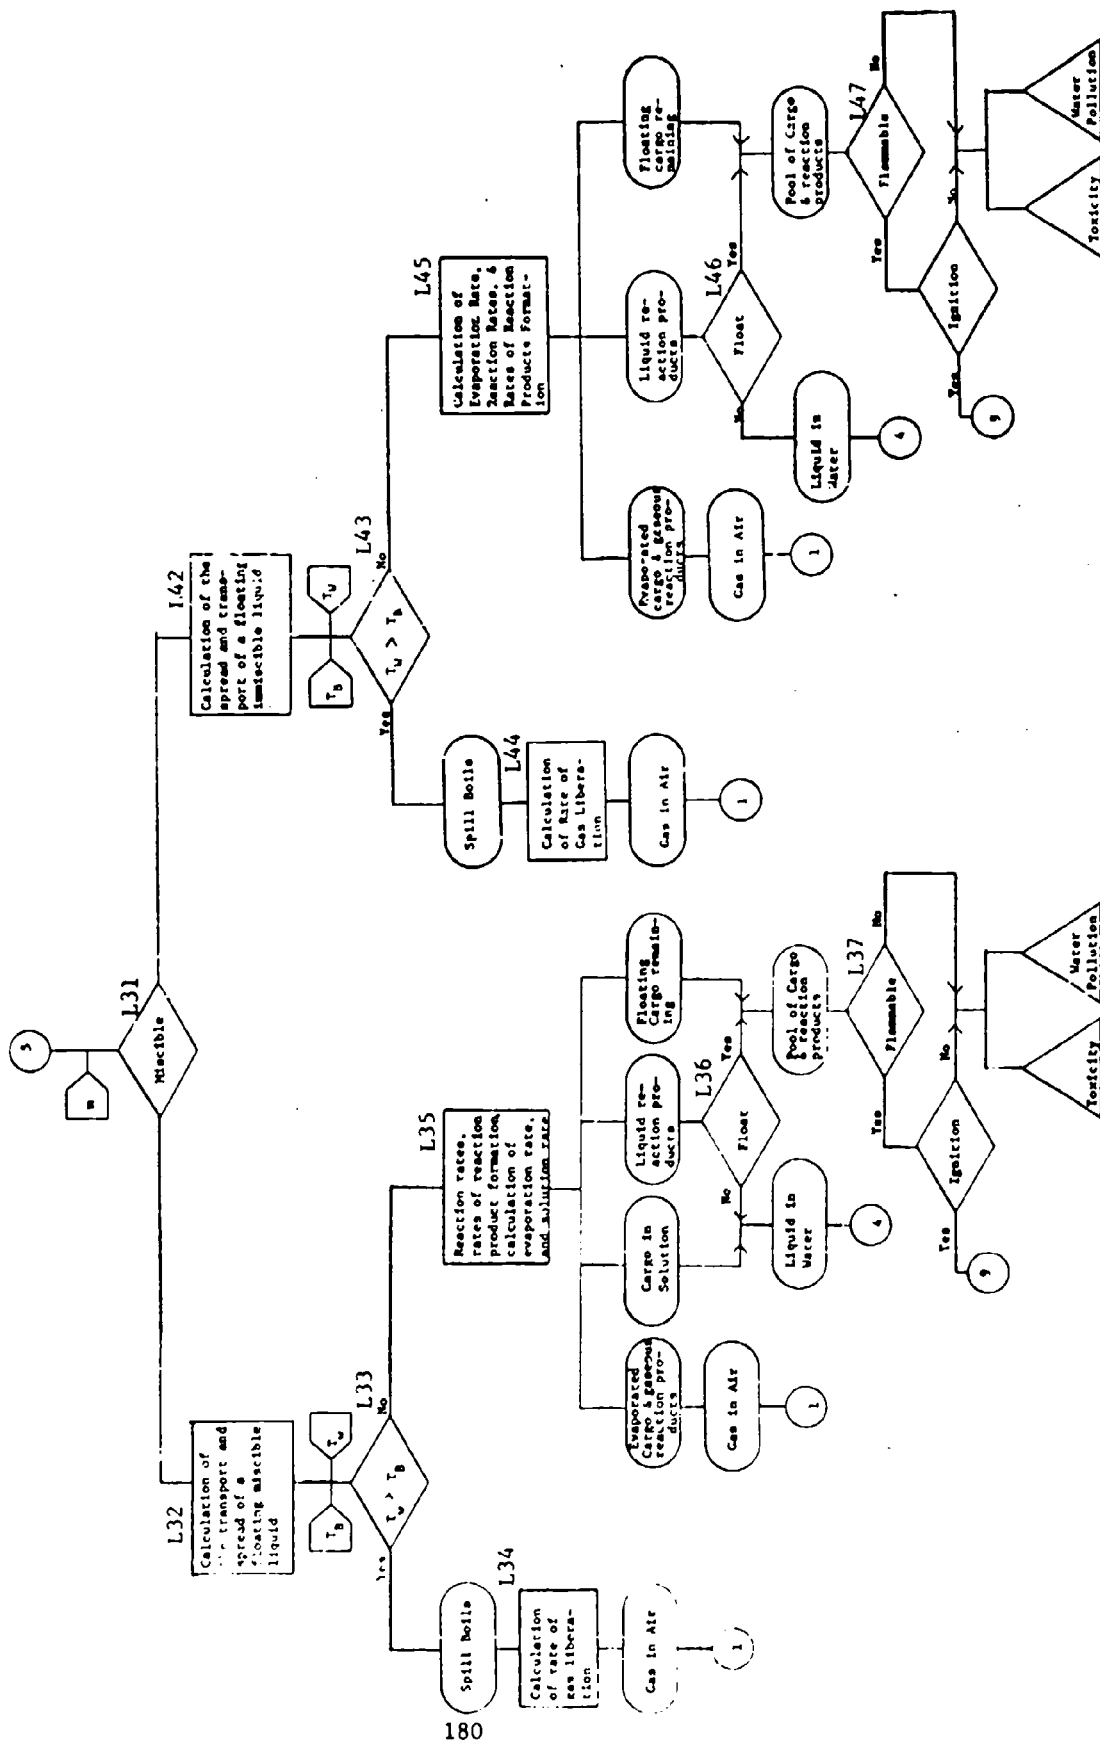 5
m
L31
Miscible
L32
Calculation of
transport and
spread of a
floating miscible
liquid
T_B
T_W
L33
T_W > T_B
Yes
No
Spill Boils
L34
Calculation
of rate of
gas libera-
tion
Gas in Air
1
L35
Reaction rates,
rates of reaction
product formation,
calculation of
evaporation rate,
and solution rate
Evaporated
Cargo & gaseous
reaction pro-
ducts
Gas in Air
1
Cargo in
Solution
Liquid re-
action pro-
ducts
Floating
Cargo remain-
ing
L36
Float
No
Yes
Liquid in
Water
4
Pool of Cargo
& reaction
products
L37
Flammable
Yes
No
Ignition
Yes
No
9
Toxicity
Water
Pollution
L42
Calculation of the
spread and trans-
port of a floating
immiscible liquid
T_B
T_W
L43
T_W > T_B
Yes
No
Spill Boils
L44
Calculation
of Rate of
Gas Libera-
tion
Gas in Air
1
L45
Calculation of
Evaporation Rate,
Reaction Rates, &
Rates of Reaction
Products Format-
ion
Evaporated
cargo & gaseous
reaction pro-
ducts
Gas in Air
1
Liquid re-
action pro-
ducts
Floating
cargo re-
maining
L46
Float
No
Yes
Liquid in
Water
4
Pool of Cargo
& reaction
products
L47
Flammable
Yes
No
Ignition
Yes
No
9
Toxicity
Water
Pollution
180